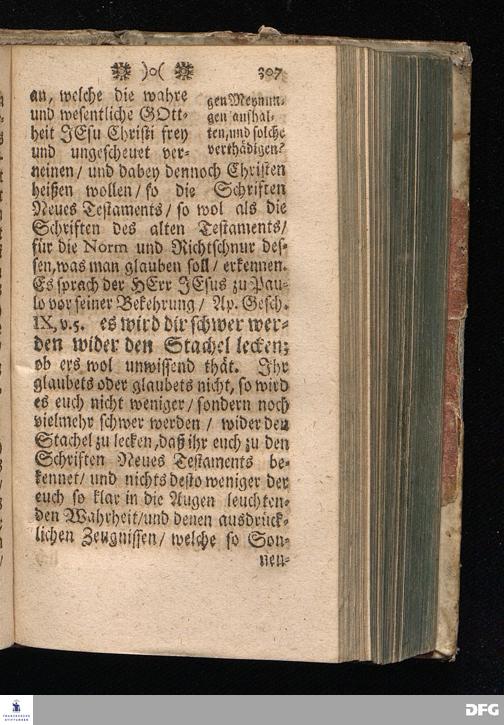 )o( 307
an, welche die wahre
und wesentliche GOtt-
heit JEsu Christi frey
und ungescheuet ver-
gen Meynun-
gen aushal-
ten, und solche
verthädigen?
neinen/ und dabey dennoch Christen
heißen wollen/ so die Schriften
Neues Testaments/ so wol als die
Schriften des alten Testaments/
für die Norm und Richtschnur des-
sen, was man glauben soll/ erkennen.
Es sprach der HErr JEsus zu Pau-
lo vor seiner Bekehrung/ Ap. Gesch.
IX, v. 5. es wird dir schwer wer-
den wider den Stachel lecken;
ob ers wol unwissend thät. Ihr
glaubets oder glaubets nicht, so wird
es euch nicht weniger/ sondern noch
vielmehr schwer werden/ wider den
Stachel zu lecken, daß ihr euch zu den
Schriften Neues Testaments be-
kennet/ und nichts desto weniger der
euch so klar in die Augen leuchten-
den Wahrheit/ und denen ausdrück-
lichen Zeugnissen/ welche so Son-
nen-
FRANCKESCHE
STIFTUNGEN
DFG